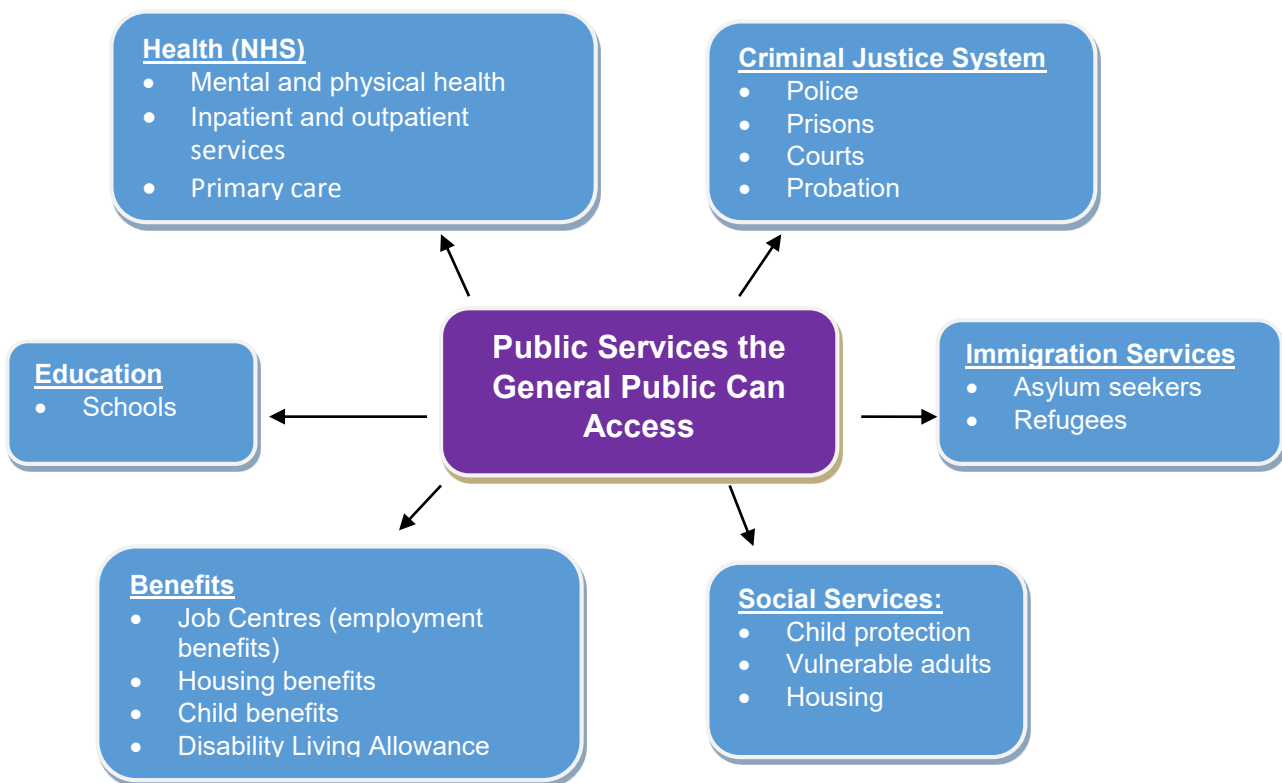 Health (NHS)
• Mental and physical health
• Inpatient and outpatient
services
• Primary care
Criminal Justice System
• Police
• Prisons
• Courts
• Probation
Education
• Schools
Public Services the
General Public Can
Access
Immigration Services
• Asylum seekers
• Refugees
Benefits
• Job Centres (employment
benefits)
• Housing benefits
• Child benefits
• Disability Living Allowance
Social Services:
• Child protection
• Vulnerable adults
• Housing